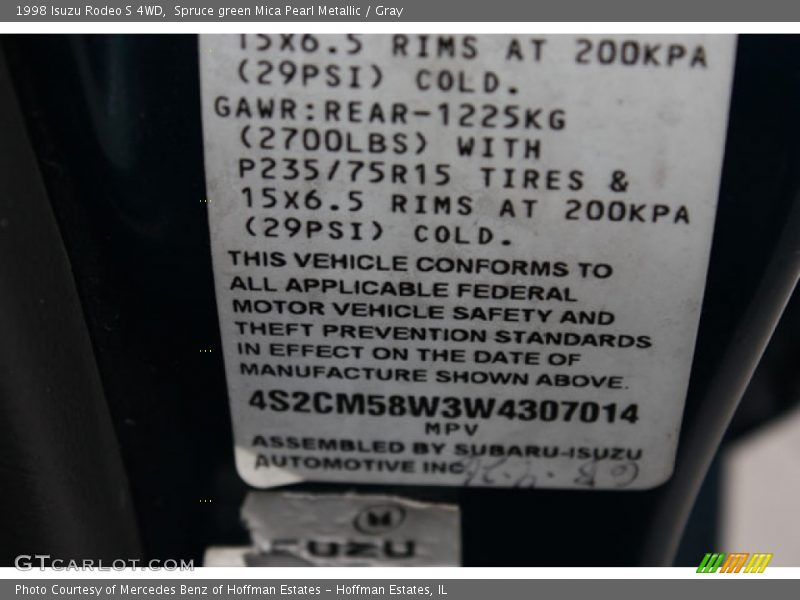 1998 Isuzu Rodeo S 4WD, Spruce green Mica Pearl Metallic / Gray
15X6.5 RIMS AT 200KPA
(29PSI) COLD.
GAWR:REAR-1225KG
(2700LBS) WITH
P235/75R15 TIRES &
15X6.5 RIMS AT 200KPA
(29PSI) COLD.
THIS VEHICLE CONFORMS TO
ALL APPLICABLE FEDERAL
MOTOR VEHICLE SAFETY AND
THEFT PREVENTION STANDARDS
IN EFFECT ON THE DATE OF
MANUFACTURE SHOWN ABOVE.
4S2CM58W3W4307014
MPV
ASSEMBLED BY SUBARU-ISUZU
AUTOMOTIVE INC
GTCarLot.com
Photo Courtesy of Mercedes Benz of Hoffman Estates - Hoffman Estates, IL